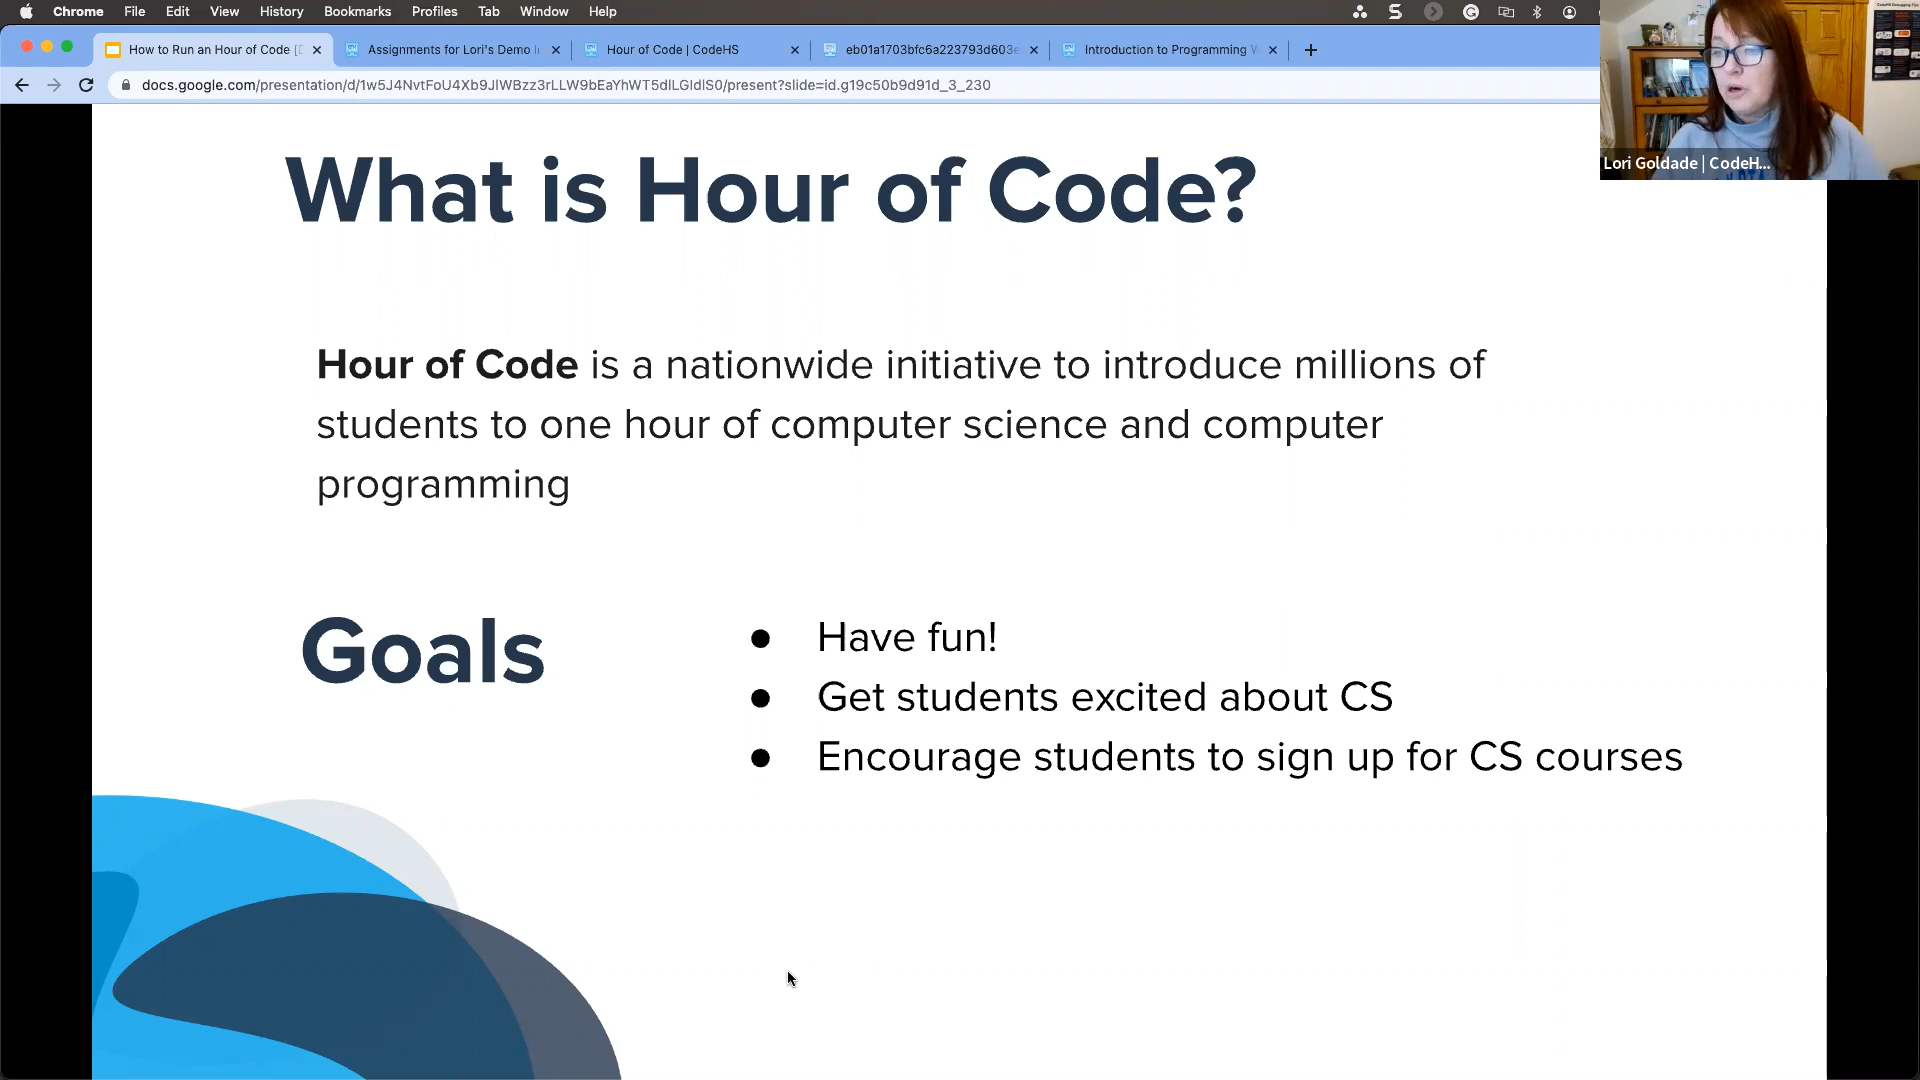 Chrome File Edit View History Bookmarks Profiles Tab Window Help
How to Run an Hour of Code [D
Assignments for Lori's Demo I
Hour of Code | CodeHS
eb01a1703bfc6a223793d603e
Introduction to Programming W
docs.google.com/presentation/d/1w5J4NvtFoU4Xb9JlWBzz3rLLW9bEaYhWT5dlLGldlS0/present?slide=id.g19c50b9d91d_3_230
Lori Goldade | CodeH...
What is Hour of Code?
Hour of Code is a nationwide initiative to introduce millions of
students to one hour of computer science and computer
programming
Goals
● Have fun!
● Get students excited about CS
● Encourage students to sign up for CS courses